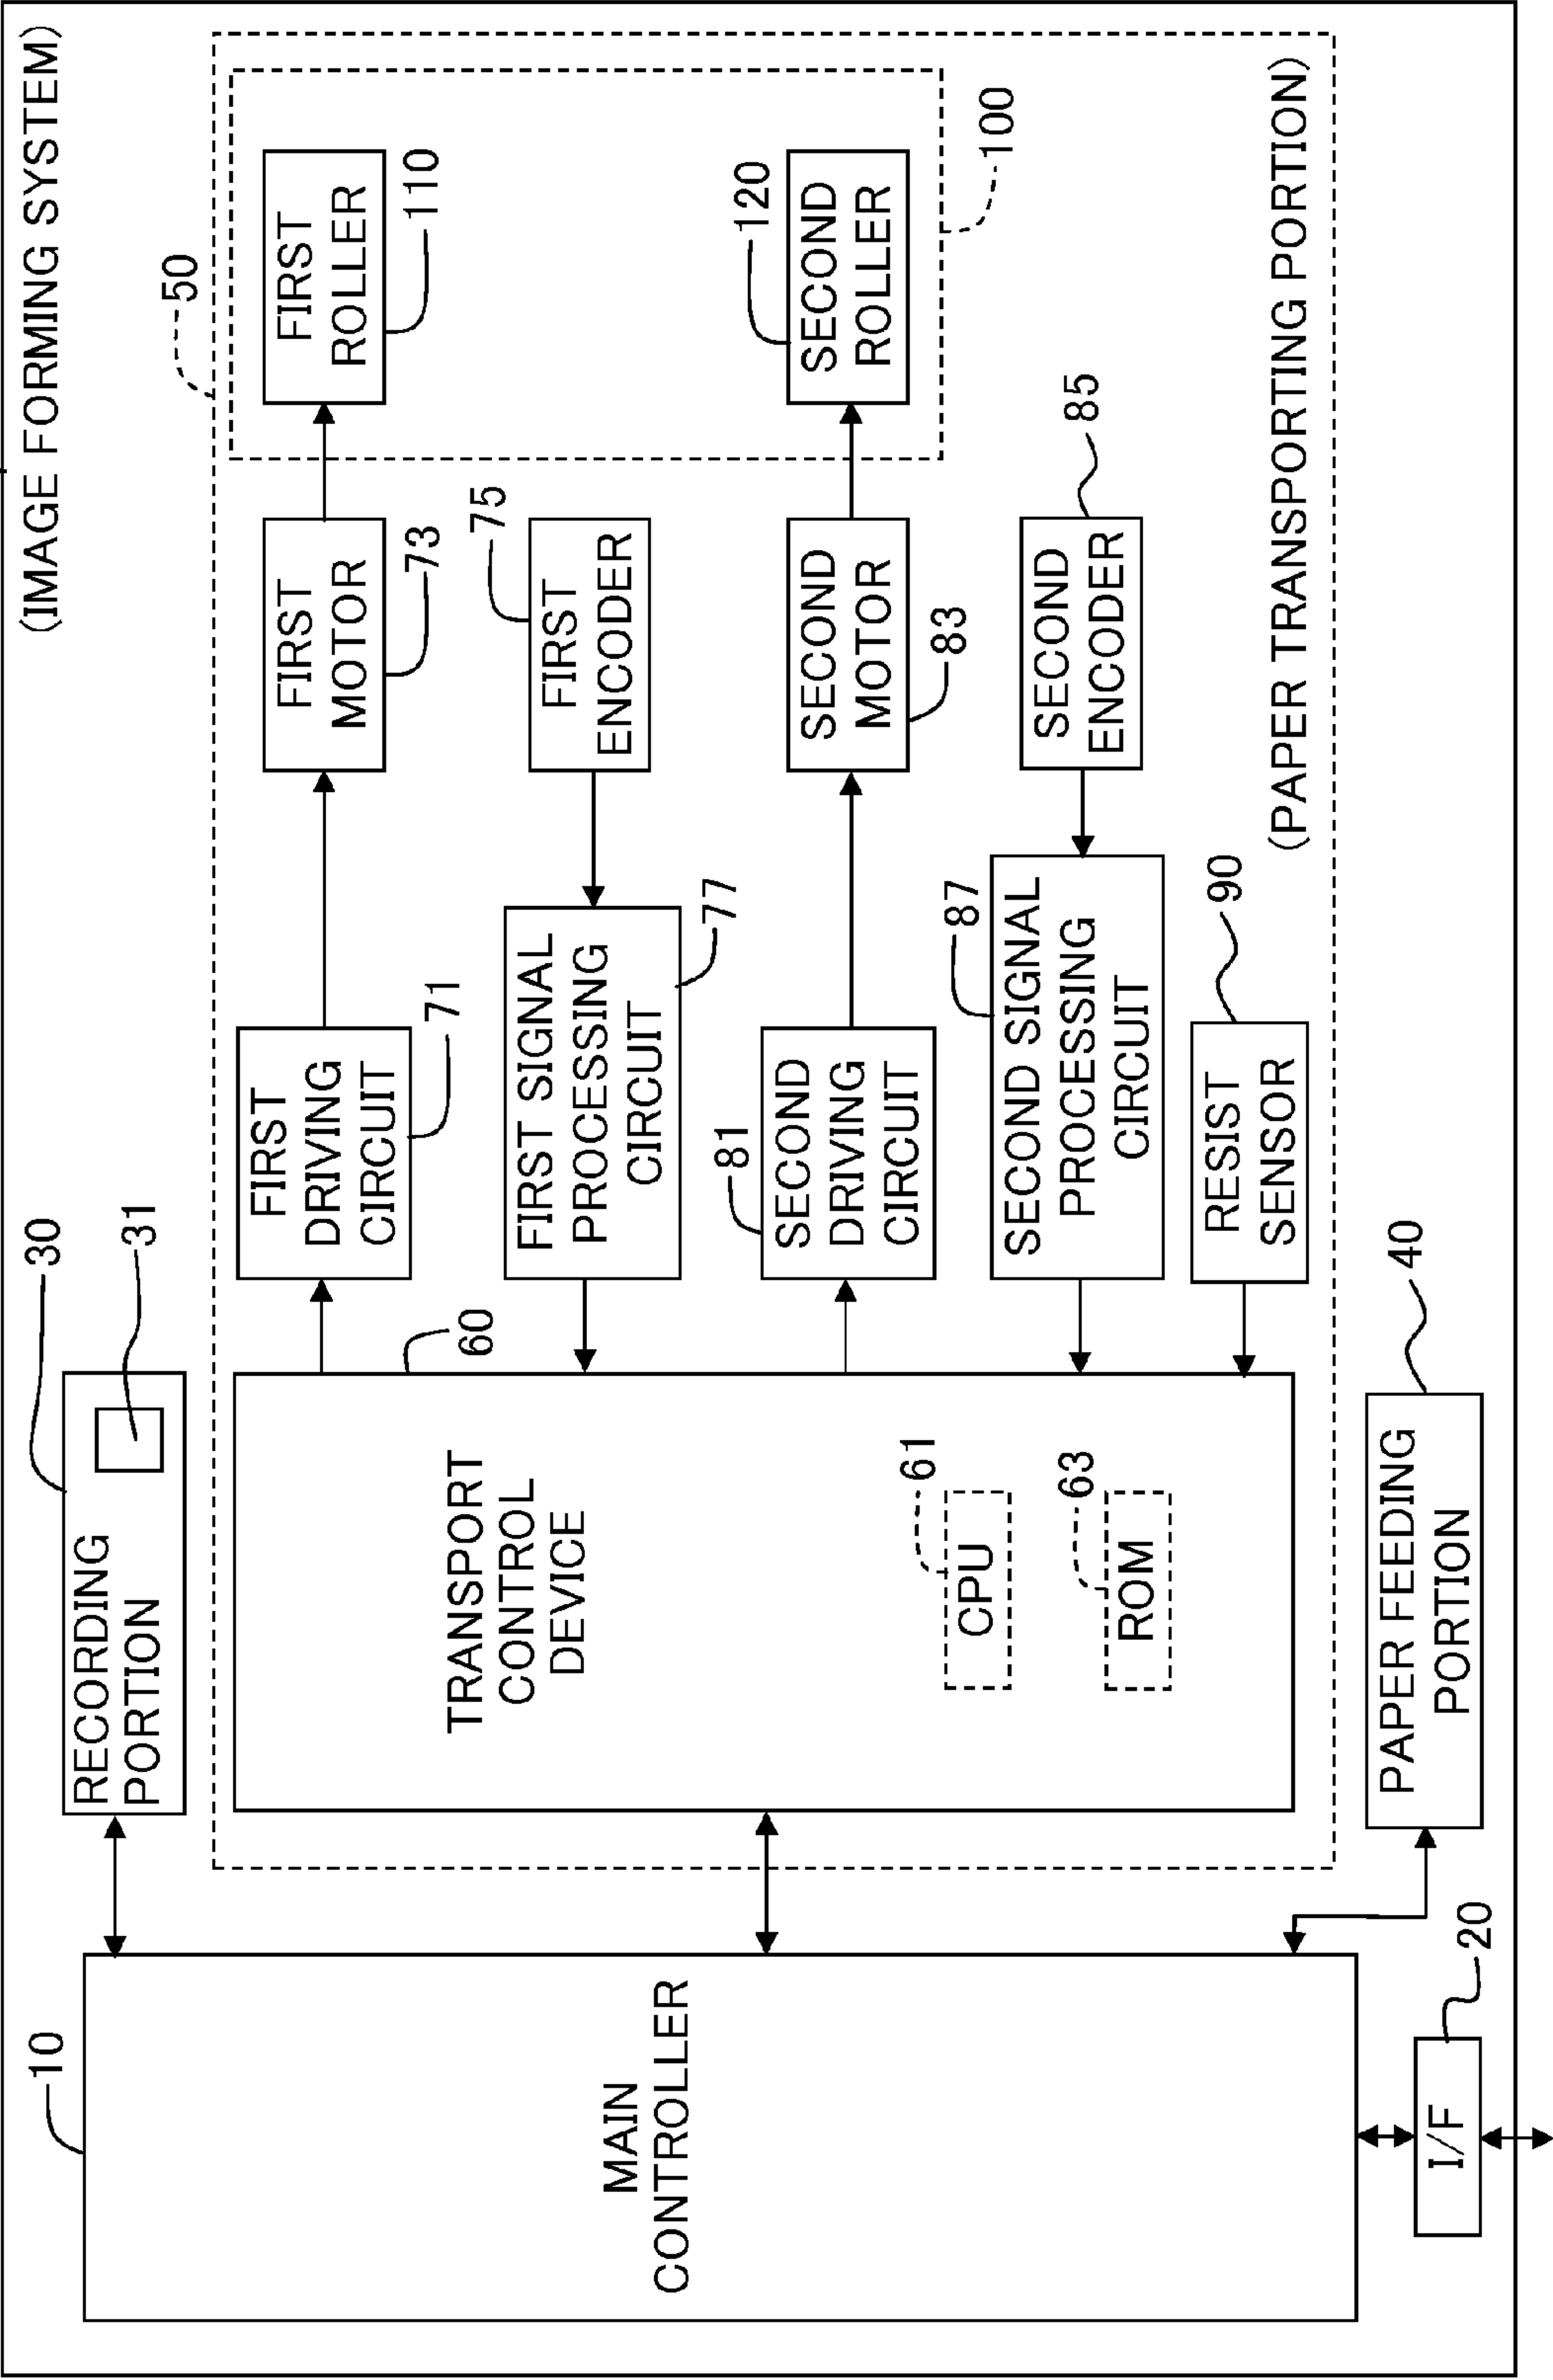 (IMAGE FORMING SYSTEM)
10
MAIN
CONTROLLER
20
I/F
30
31
RECORDING
PORTION
40
PAPER FEEDING
PORTION
50
(PAPER TRANSPORTING PORTION)
60
TRANSPORT
CONTROL
DEVICE
61
CPU
63
ROM
FIRST
DRIVING
CIRCUIT
71
FIRST
MOTOR
73
FIRST
ROLLER
110
FIRST SIGNAL
PROCESSING
CIRCUIT
77
75
FIRST
ENCODER
81
SECOND
DRIVING
CIRCUIT
SECOND
MOTOR
83
120
SECOND
ROLLER
100
87
SECOND SIGNAL
PROCESSING
CIRCUIT
SECOND
ENCODER
85
RESIST
SENSOR
90